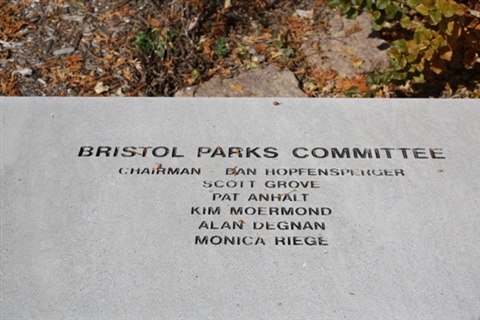 BRISTOL PARKS COMMITTEE
CHAIRMAN - DAN HOPFENSPERGER
SCOTT GROVE
PAT ANHALT
KIM MOERMOND
ALAN DEGNAN
MONICA RIEGE